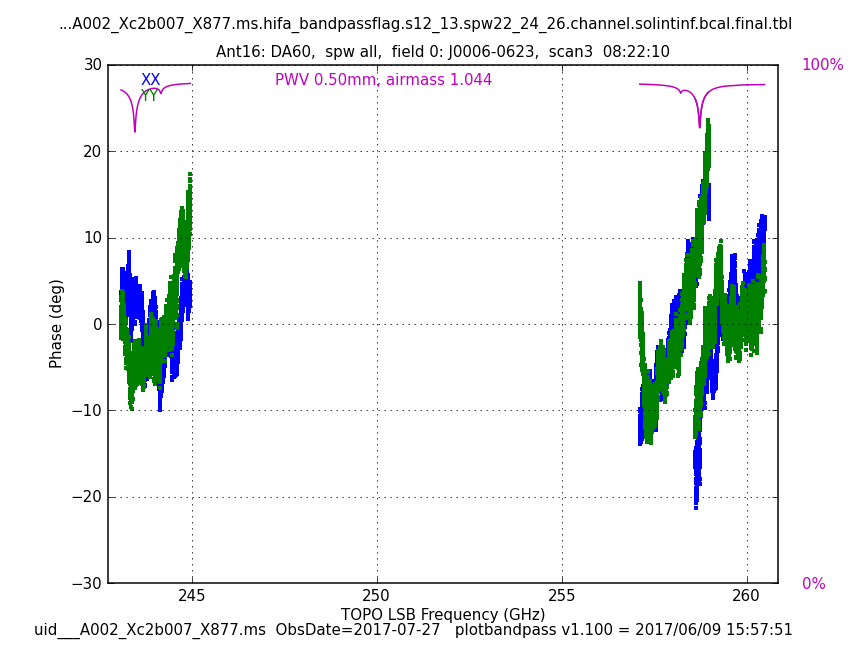 ...A002_Xc2b007_X877.ms.hifa_bandpassflag.s12_13.spw22_24_26.channel.solintinf.bcal.final.tbl
Ant16: DA60,  spw all,  field 0: J0006-0623,  scan3  08:22:10
30
XX
YY
PWV 0.50mm, airmass 1.044
100%
20
10
0
Phase (deg)
−10
−20
−30
0%
245
250
255
260
TOPO LSB Frequency (GHz)
uid___A002_Xc2b007_X877.ms  ObsDate=2017-07-27   plotbandpass v1.100 = 2017/06/09 15:57:51